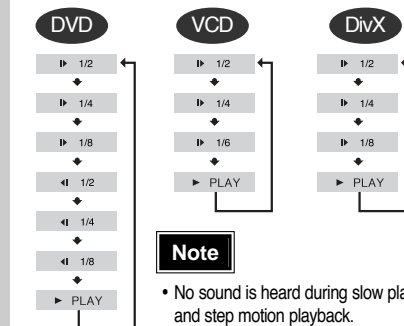 DVD
1/2
1/4
1/8
1/2
1/4
1/8
PLAY
VCD
1/2
1/4
1/6
PLAY
DivX
1/2
1/4
1/8
PLAY
Note
• No sound is heard during slow
and step motion playback.